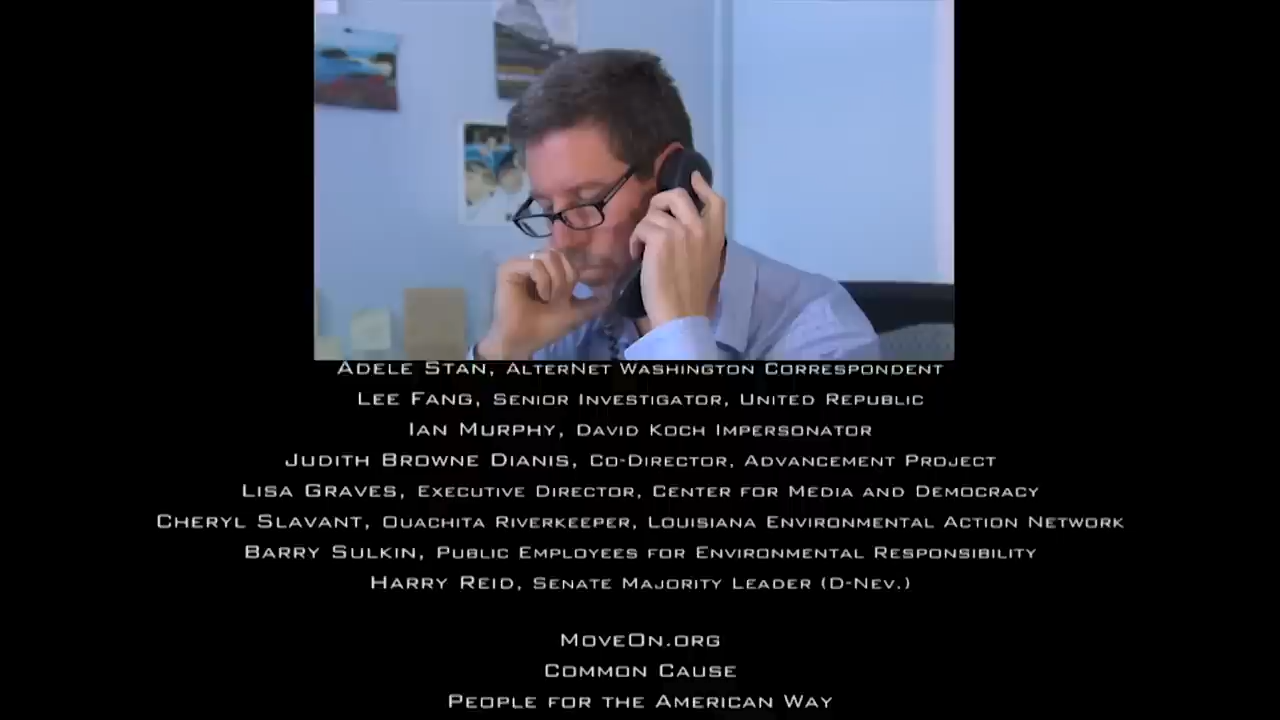 Adele Stan, AlterNet Washington Correspondent
Lee Fang, Senior Investigator, United Republic
Ian Murphy, David Koch Impersonator
Judith Browne Dianis, Co-Director, Advancement Project
Lisa Graves, Executive Director, Center for Media and Democracy
Cheryl Slavant, Ouachita Riverkeeper, Louisiana Environmental Action Network
Barry Sulkin, Public Employees for Environmental Responsibility
Harry Reid, Senate Majority Leader (D-Nev.)
MoveOn.org
Common Cause
People for the American Way